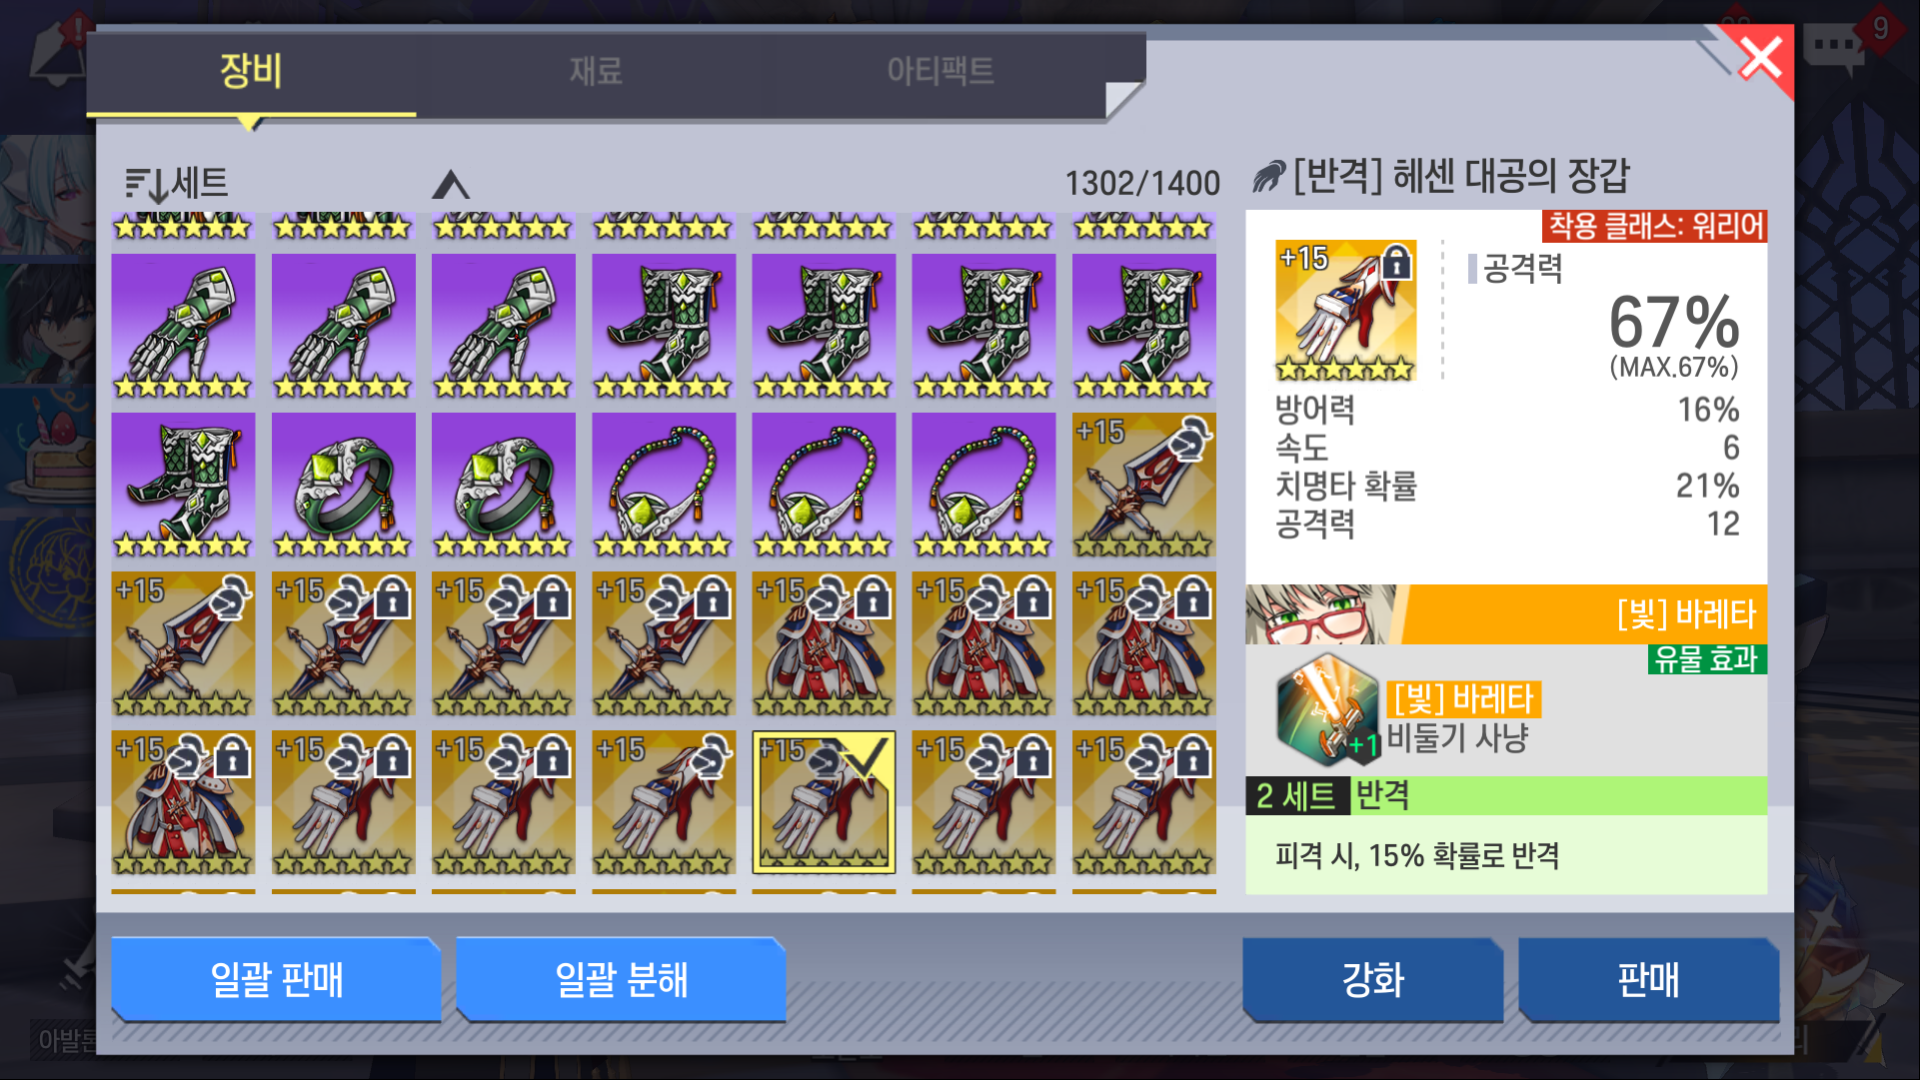 장비
재료
아티팩트
9
세트
1302/1400
[반격] 헤센 대공의 장갑
착용 클래스: 워리어
+15
공격력
67%
(MAX.67%)
방어력 16%
속도 6
치명타 확률 21%
공격력 12
+15
+15 +15 +15 +15 +15 +15 +15
+15 +15 +15 +15 +15 +15 +15
[빛] 바레타
유물 효과
[빛] 바레타
+1 비둘기 사냥
2 세트 반격
피격 시, 15% 확률로 반격
일괄 판매
일괄 분해
강화
판매